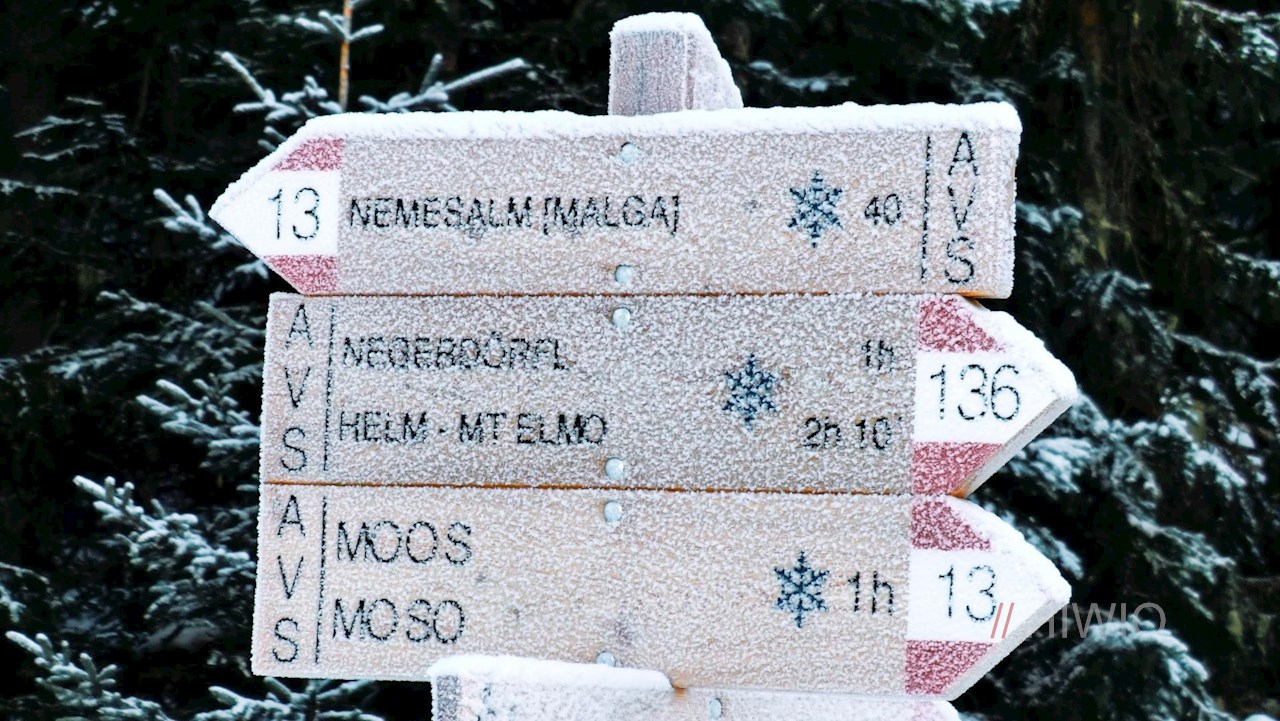 13 NEMESALM [MALGA] 40' AVS
AVS NEGERDÖRFL 1h
HELM - MT ELMO 2h 10' 136
AVS MOOS
MOSO 1h 13